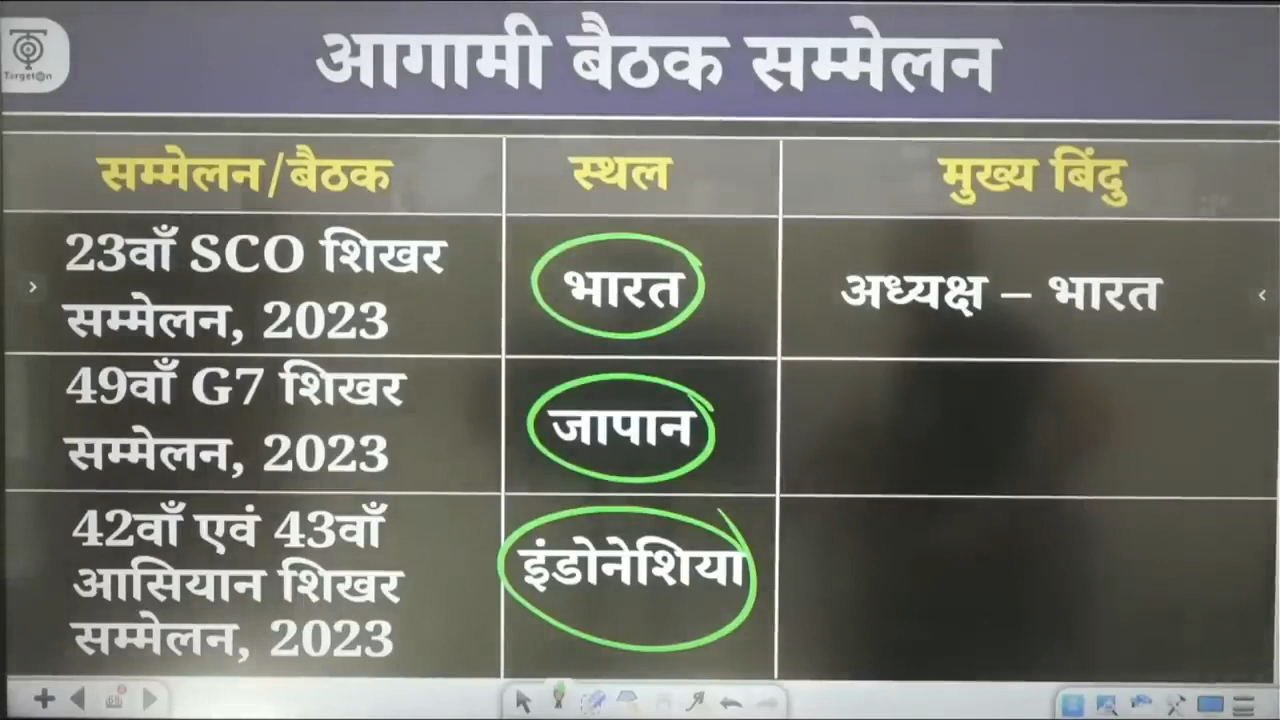 TargetOn
आगामी बैठक सम्मेलन
सम्मेलन/बैठक
स्थल
मुख्य बिंदु
23वाँ SCO शिखर
सम्मेलन, 2023
भारत
अध्यक्ष – भारत
49वाँ G7 शिखर
सम्मेलन, 2023
जापान
42वाँ एवं 43वाँ
आसियान शिखर
सम्मेलन, 2023
इंडोनेशिया